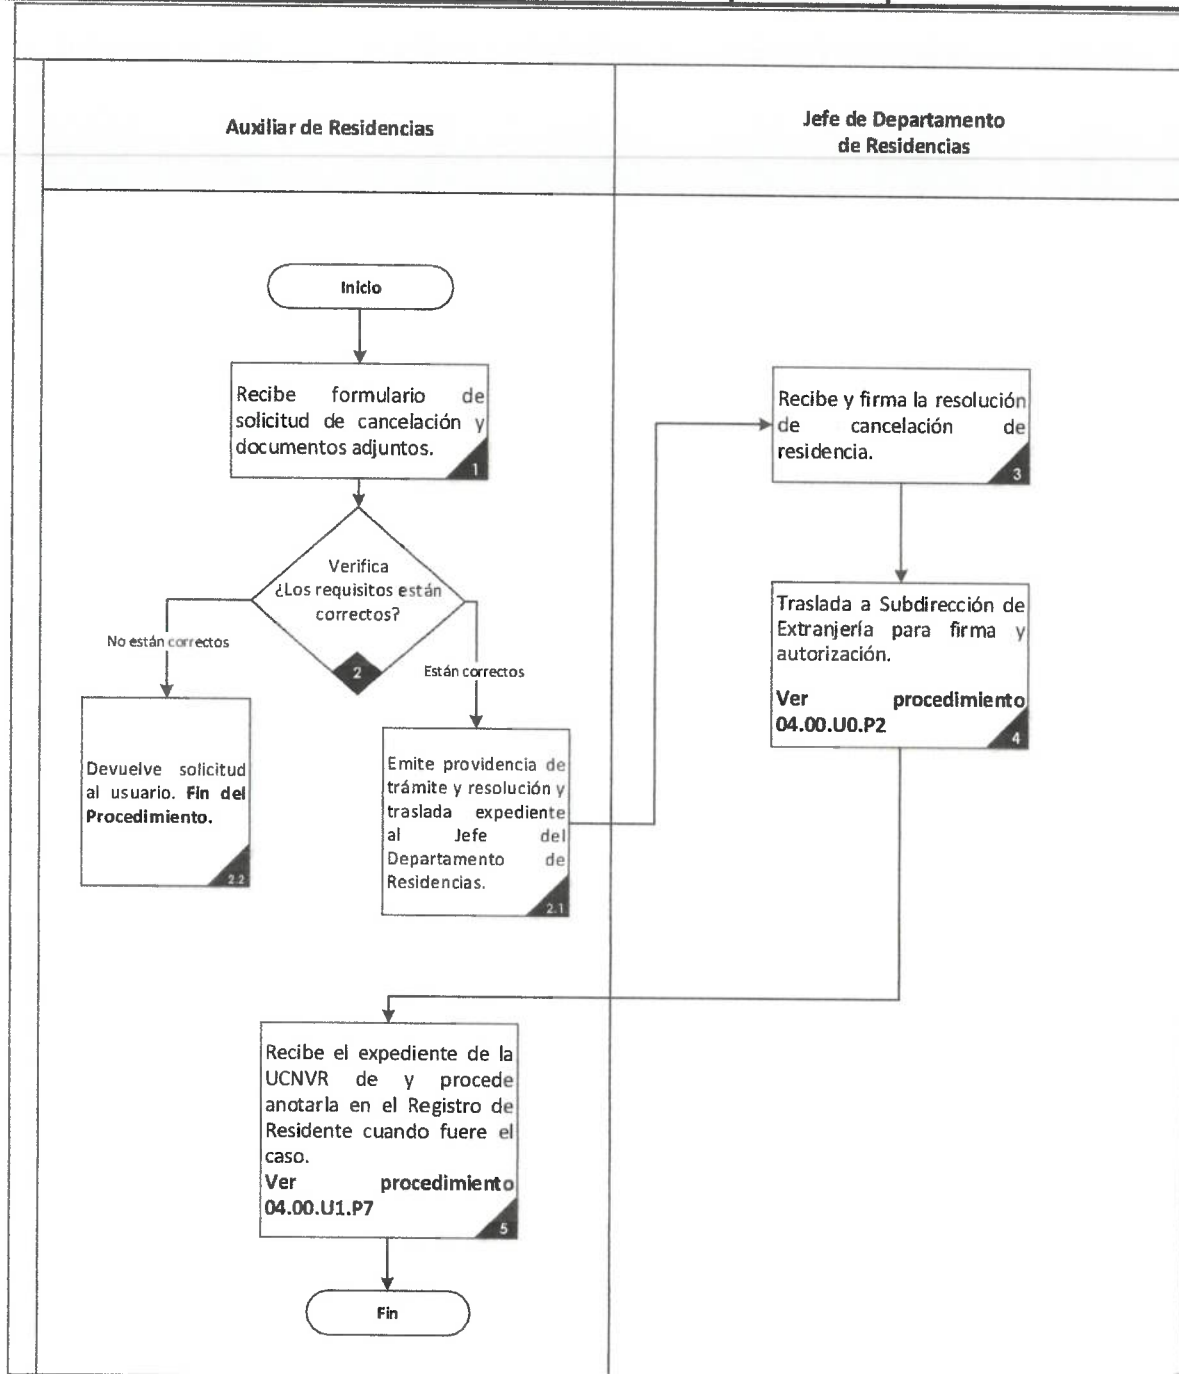 Auxiliar de Residencias
Jefe de Departamento
de Residencias
Inicio
Recibe formulario de
solicitud de cancelación y
documentos adjuntos.
1
Verifica
¿Los requisitos están
correctos?
2
No están correctos
Están correctos
Devuelve solicitud
al usuario. Fin del
Procedimiento.
2.2
Emite providencia de
trámite y resolución y
traslada expediente
al Jefe del
Departamento de
Residencias.
2.1
Recibe y firma la resolución
de cancelación de
residencia.
3
Traslada a Subdirección de
Extranjería para firma y
autorización.
Ver procedimiento
04.00.U0.P2
4
Recibe el expediente de la
UCNVR de y procede
anotarla en el Registro de
Residente cuando fuere el
caso.
Ver procedimiento
04.00.U1.P7
5
Fin